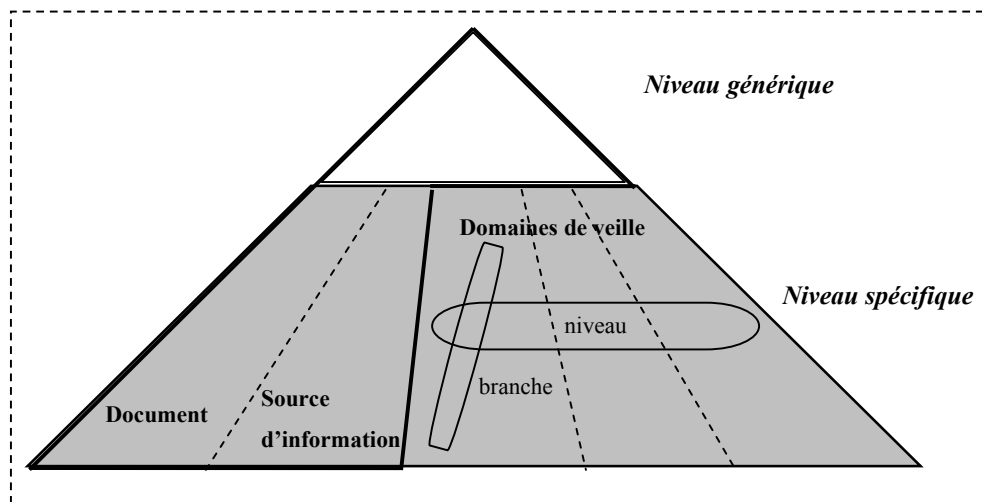 Niveau générique
Domaines de veille
Niveau spécifique
niveau
branche
Document
Source
d’information